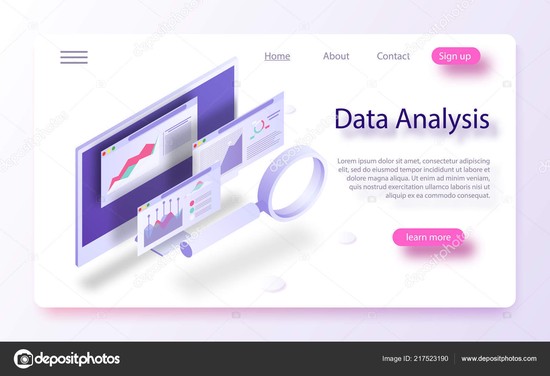 Home About Contact Sign up
Data Analysis
Lorem ipsum dolor sit amet, consectetur adipiscing
elit, sed do eiusmod tempor incididunt ut labore et
dolore magna aliqua. Ut enim ad minim veniam, quis
nostrud exercitation ullamco laboris nisi ut
aliquip ex ea commodo consequat.
learn more
depositphotos Image ID: 217523190 www.depositphotos.com